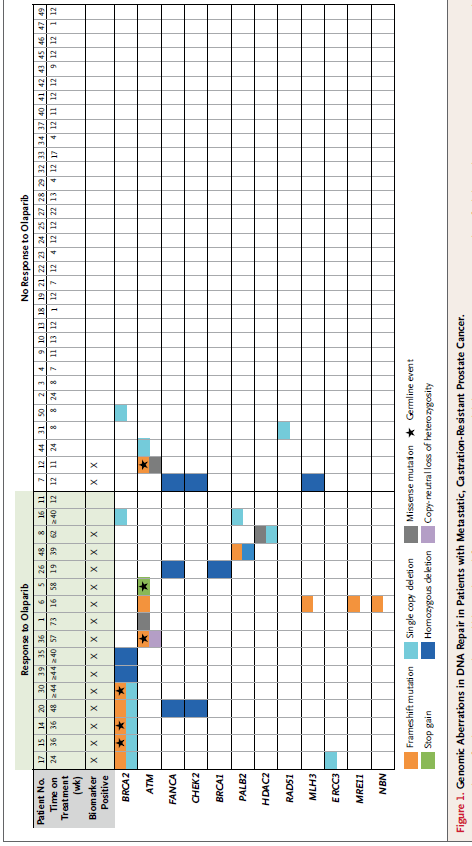 Response to Olaparib
No Response to Olaparib
Patient No. 17 15 14 20 30 39 35 36 1 6 5 26 48 8 16 11 7 12 44 31 50 2 3 4 9 10 13 18 19 21 22 23 24 25 27 28 29 32 33 34 37 40 41 42 43 45 46 47 49
Time on Treatment (wk) 24 36 36 48 ≥44 ≥44 ≥40 57 73 16 58 19 39 62 ≥40 12 12 11 24 8 8 24 8 7 11 13 12 1 12 7 12 4 12 12 22 13 4 12 17 4 12 11 12 12 9 12 12 1 12
Biomarker Positive X X X X X X X X X X X X X X X X
BRCA2
ATM
FANCA
CHEK2
BRCA1
PALB2
HDAC2
RAD51
MLH3
ERCC3
MRE11
NBN
Frameshift mutation Single copy deletion Missense mutation ★ Germline event
Stop gain Homozygous deletion Copy-neutral loss of heterozygosity
Figure 1. Genomic Aberrations in DNA Repair in Patients with Metastatic, Castration-Resistant Prostate Cancer.